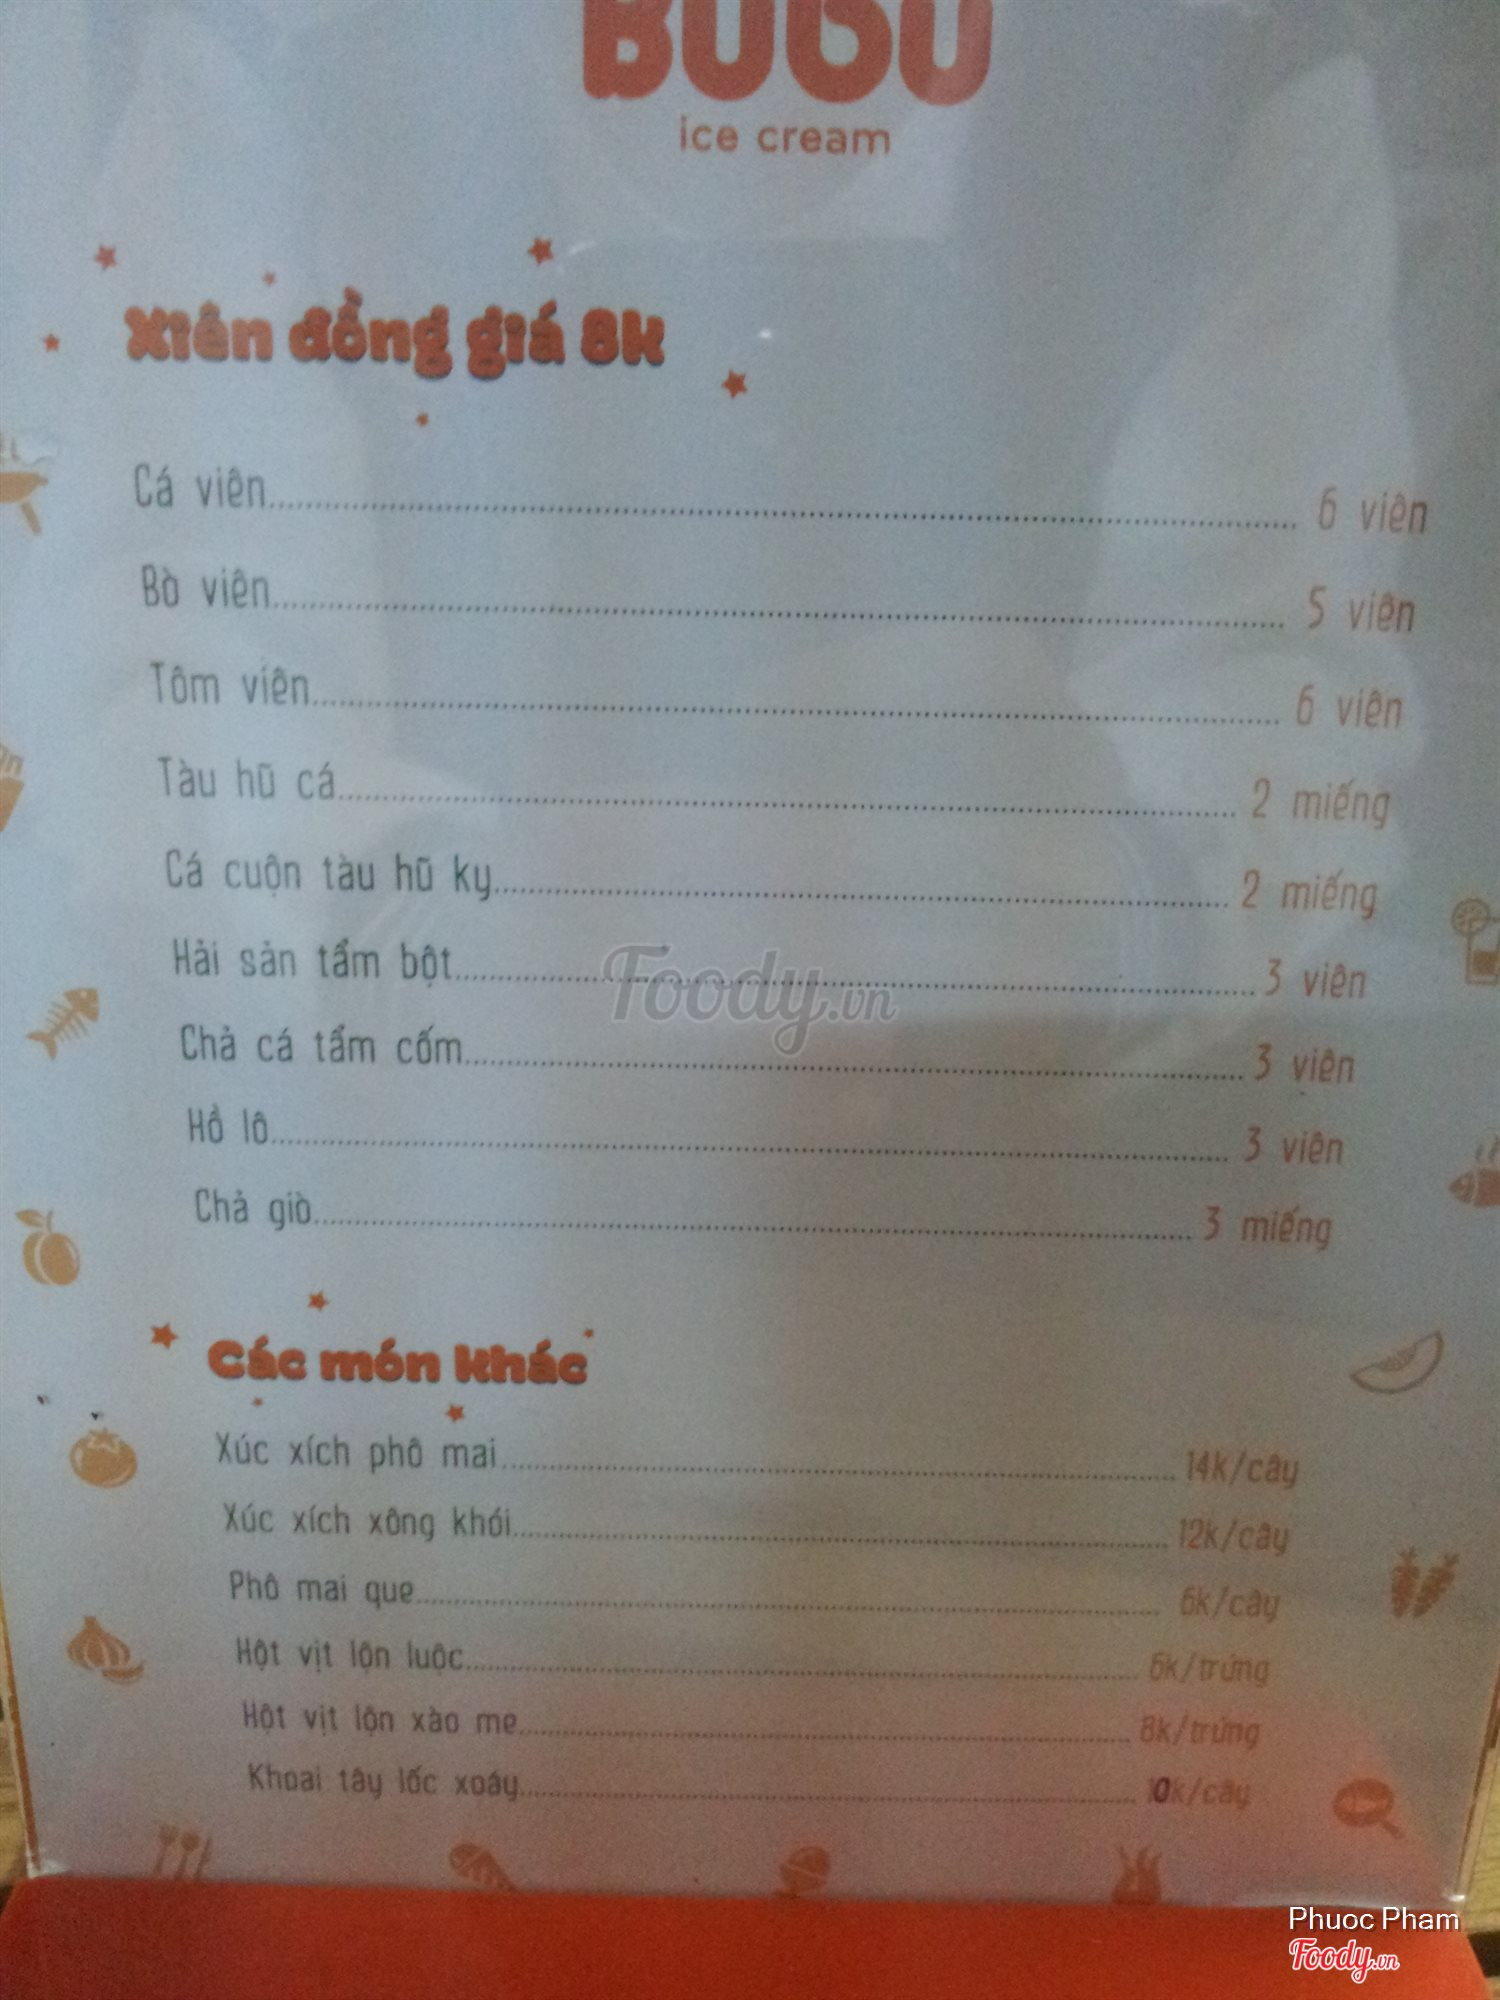 BUBU
ice cream
Xiên đồng giá 8k
Cá viên 6 viên
Bò viên 5 viên
Tôm viên 6 viên
Tàu hũ cá 2 miếng
Cá cuộn tàu hũ ky 2 miếng
Hải sản tẩm bột 3 viên
Chả cá tẩm cốm 3 viên
Hồ lô 3 viên
Chả giò 3 miếng
Các món khác
Xúc xích phô mai 14k/cây
Xúc xích xông khói 12k/cây
Phô mai que 6k/cây
Hột vịt lộn luộc 6k/trứng
Hột vịt lộn xào me 8k/trứng
Khoai tây lốc xoáy 10k/cây
Foody.vn
Phuoc Pham
Foody.vn